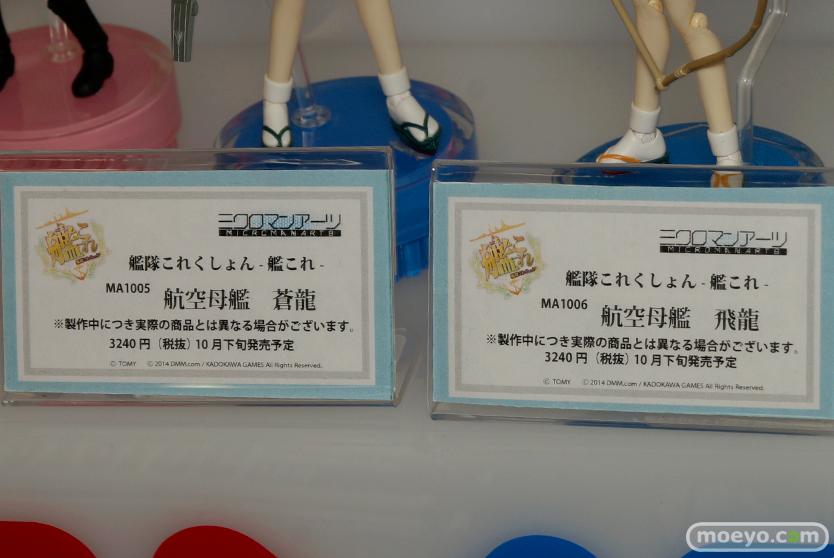 艦これ
ミクロマンアーツ
MICROMANARTS
艦隊これくしょん - 艦これ -
MA1005 航空母艦 蒼龍
※製作中につき実際の商品とは異なる場合がございます。
3240円（税抜）10月下旬発売予定
© TOMY © 2014 DMM.com / KADOKAWA GAMES All Rights Reserved.
艦これ
ミクロマンアーツ
MICROMANARTS
艦隊これくしょん - 艦これ -
MA1006 航空母艦 飛龍
※製作中につき実際の商品とは異なる場合がございます。
3240円（税抜）10月下旬発売予定
© TOMY © 2014 DMM.com / KADOKAWA GAMES All Rights Reserved.
moeyo.com